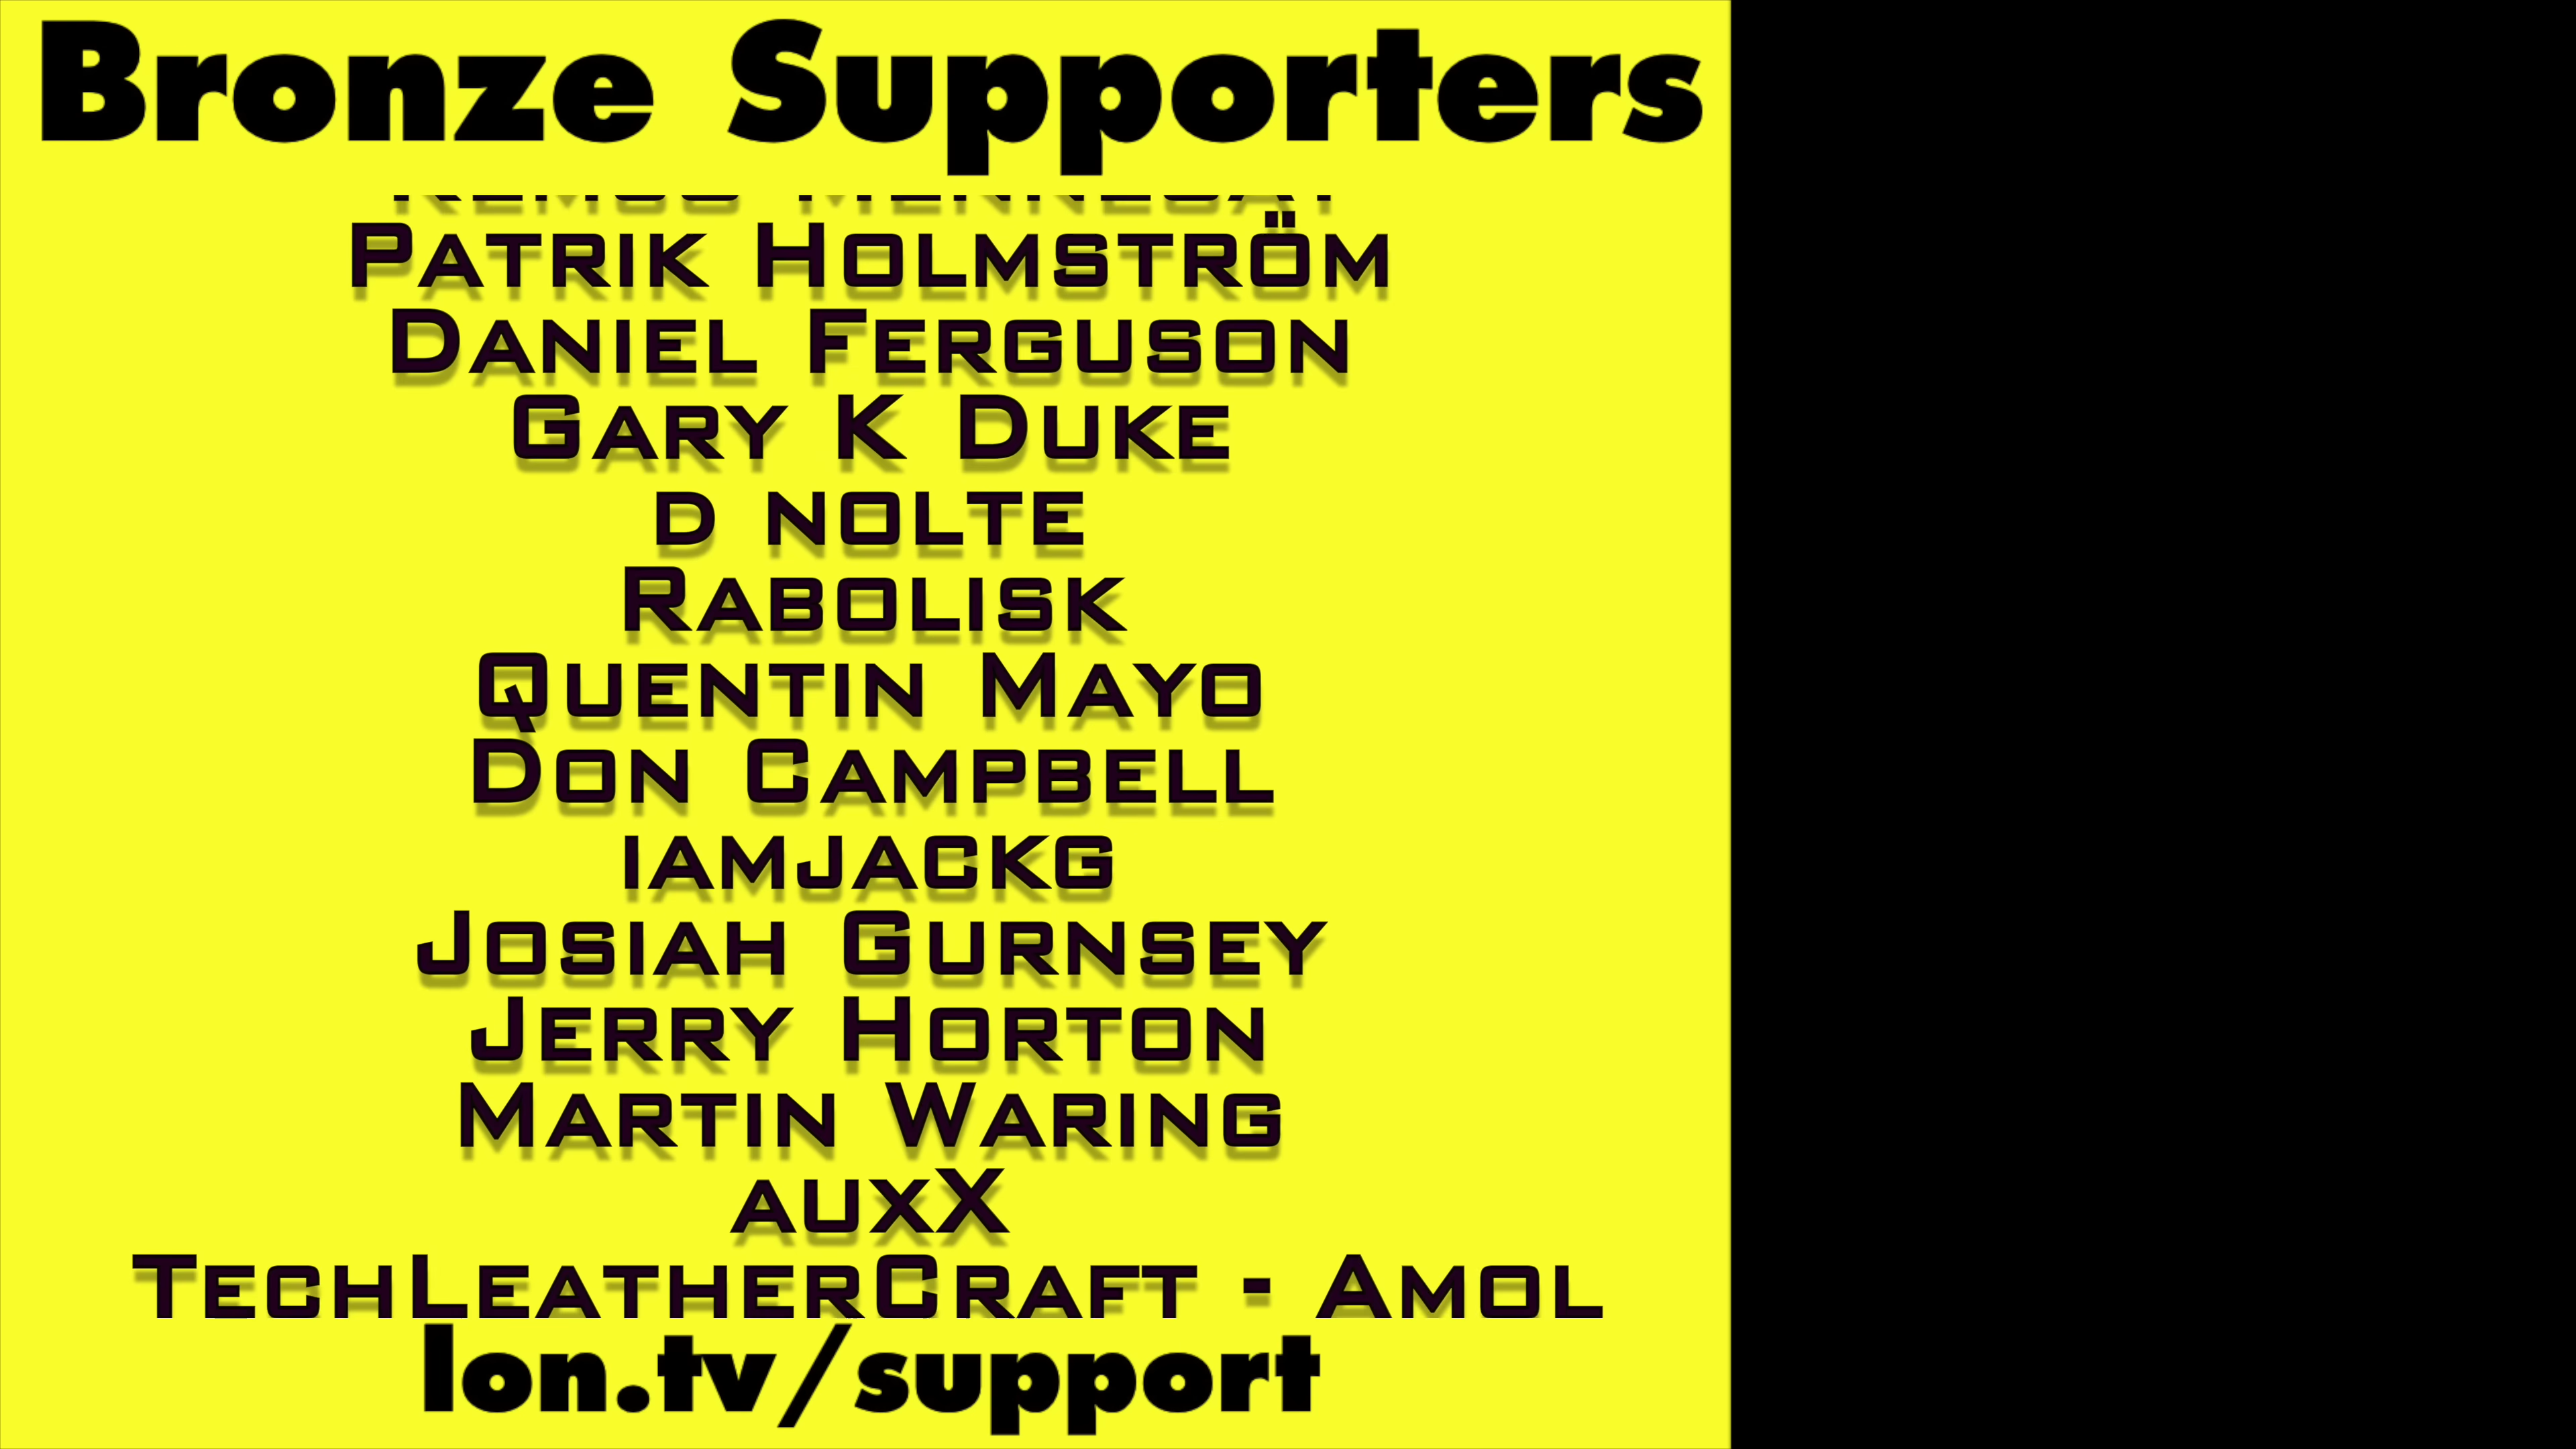 Bronze Supporters
Patrik Holmström
Daniel Ferguson
Gary K Duke
d nolte
Rabolisk
Quentin Mayo
Don Campbell
iamjackg
Josiah Gurnsey
Jerry Horton
Martin Waring
auxX
TechLeatherCraft - Amol
lon.tv/support